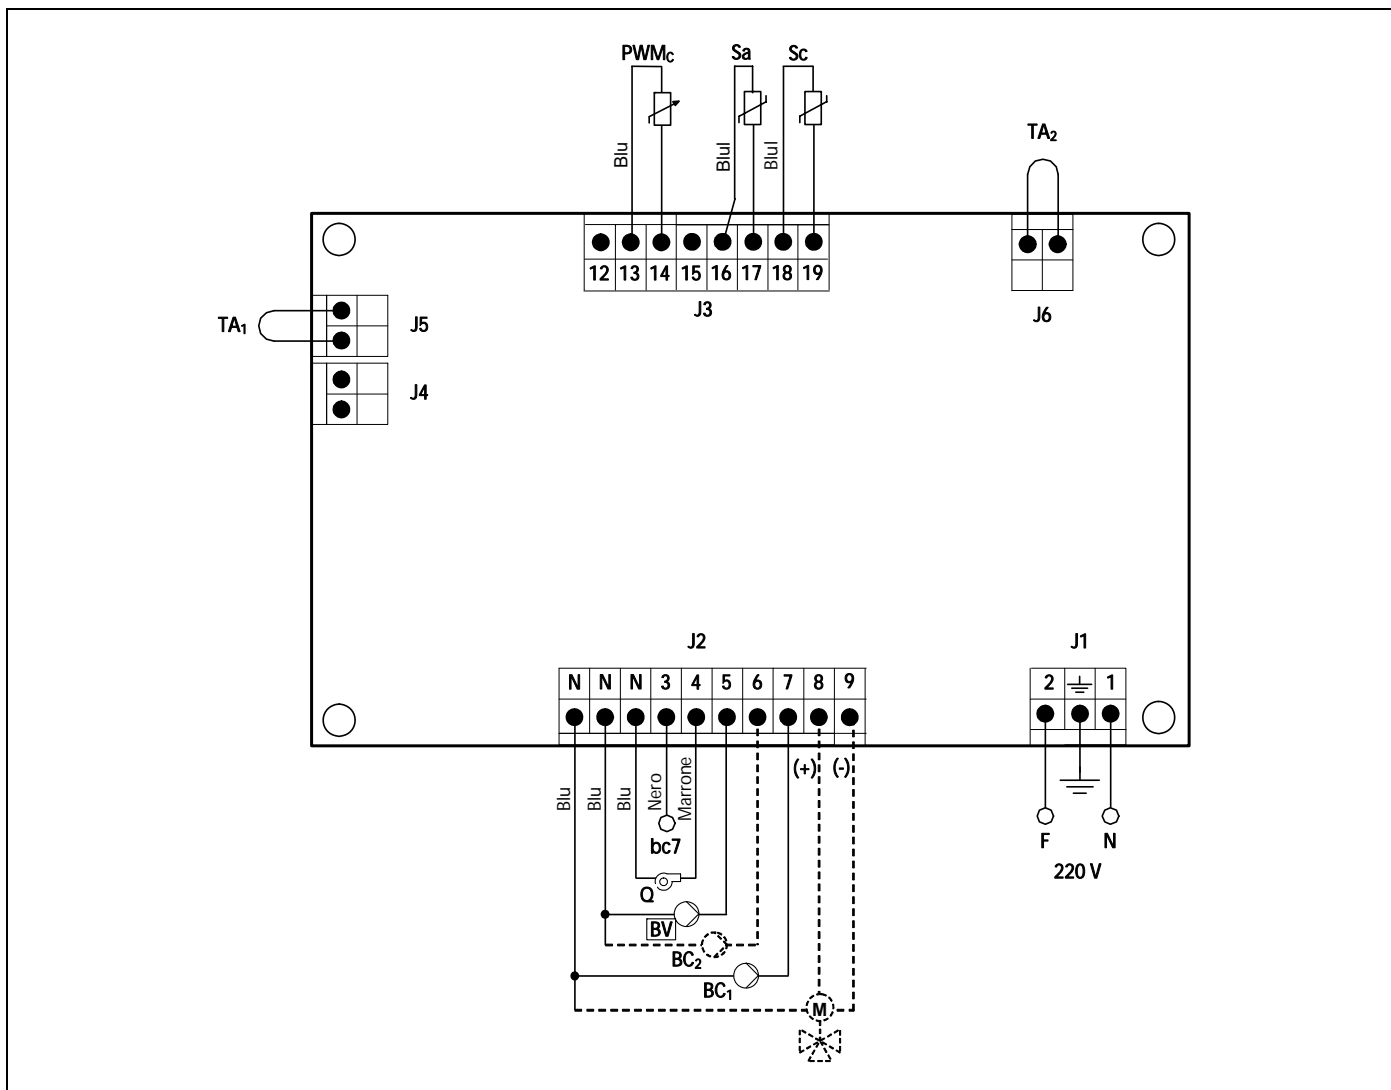 PWMC Sa Sc
TA2
Blu Blul Blul
12 13 14 15 16 17 18 19
J3
J6
TA1
J5
J4
J2
J1
N N N 3 4 5 6 7 8 9
2 1
(+) (-)
Blu Blu Blu Nero Marrone
bc7
F N
220 V
Q
BV
BC2
BC1
M